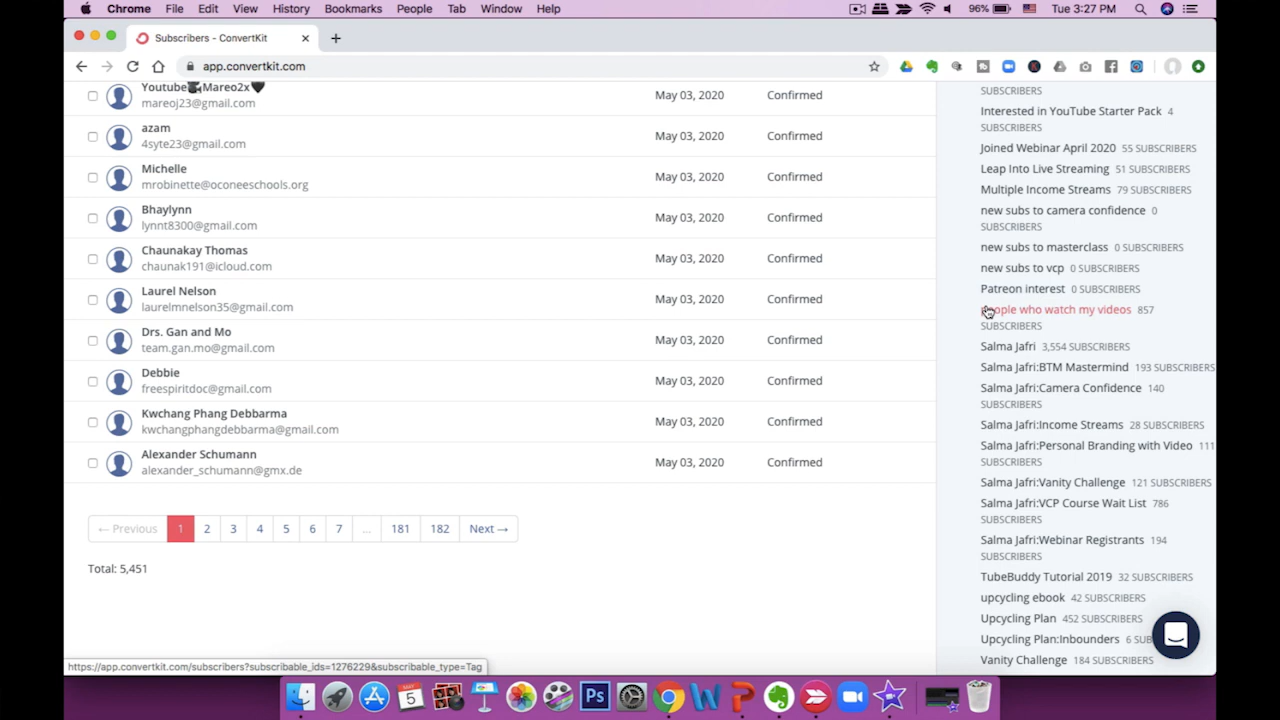 Chrome File Edit View History Bookmarks People Tab Window Help 96% Tue 3:27 PM
Subscribers - ConvertKit
app.convertkit.com
Youtube🎥Mareo2x🖤
mareoj23@gmail.com
May 03, 2020 Confirmed
azam
4syte23@gmail.com
May 03, 2020 Confirmed
Michelle
mrobinette@oconeeschools.org
May 03, 2020 Confirmed
Bhaylynn
lynnt8300@gmail.com
May 03, 2020 Confirmed
Chaunakay Thomas
chaunak191@icloud.com
May 03, 2020 Confirmed
Laurel Nelson
laurelmnelson35@gmail.com
May 03, 2020 Confirmed
Drs. Gan and Mo
team.gan.mo@gmail.com
May 03, 2020 Confirmed
Debbie
freespiritdoc@gmail.com
May 03, 2020 Confirmed
Kwchang Phang Debbarma
kwchangphangdebbarma@gmail.com
May 03, 2020 Confirmed
Alexander Schumann
alexander_schumann@gmx.de
May 03, 2020 Confirmed
← Previous 1 2 3 4 5 6 7 ... 181 182 Next →
Total: 5,451
SUBSCRIBERS
Interested in YouTube Starter Pack 4
SUBSCRIBERS
Joined Webinar April 2020 55 SUBSCRIBERS
Leap Into Live Streaming 51 SUBSCRIBERS
Multiple Income Streams 79 SUBSCRIBERS
new subs to camera confidence 0
SUBSCRIBERS
new subs to masterclass 0 SUBSCRIBERS
new subs to vcp 0 SUBSCRIBERS
Patreon interest 0 SUBSCRIBERS
people who watch my videos 857
SUBSCRIBERS
Salma Jafri 3,554 SUBSCRIBERS
Salma Jafri:BTM Mastermind 193 SUBSCRIBERS
Salma Jafri:Camera Confidence 140
SUBSCRIBERS
Salma Jafri:Income Streams 28 SUBSCRIBERS
Salma Jafri:Personal Branding with Video 111
SUBSCRIBERS
Salma Jafri:Vanity Challenge 121 SUBSCRIBERS
Salma Jafri:VCP Course Wait List 786
SUBSCRIBERS
Salma Jafri:Webinar Registrants 194
SUBSCRIBERS
TubeBuddy Tutorial 2019 32 SUBSCRIBERS
upcycling ebook 42 SUBSCRIBERS
Upcycling Plan 452 SUBSCRIBERS
Upcycling Plan:Inbounders 6
Vanity Challenge 184 SUBSCRIBERS
https://app.convertkit.com/subscribers?subscribable_ids=1276229&subscribable_type=Tag
MAY
5
Ps